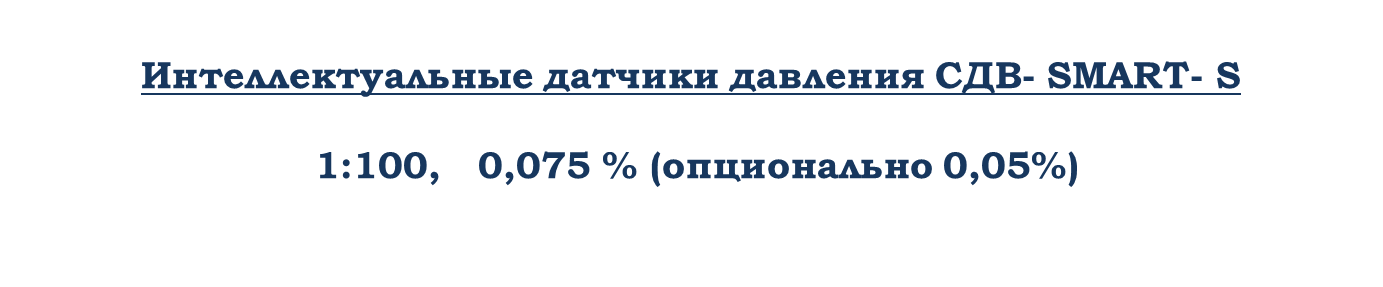 Интеллектуальные датчики давления СДВ- SMART- S
1:100, 0,075 % (опционально 0,05%)